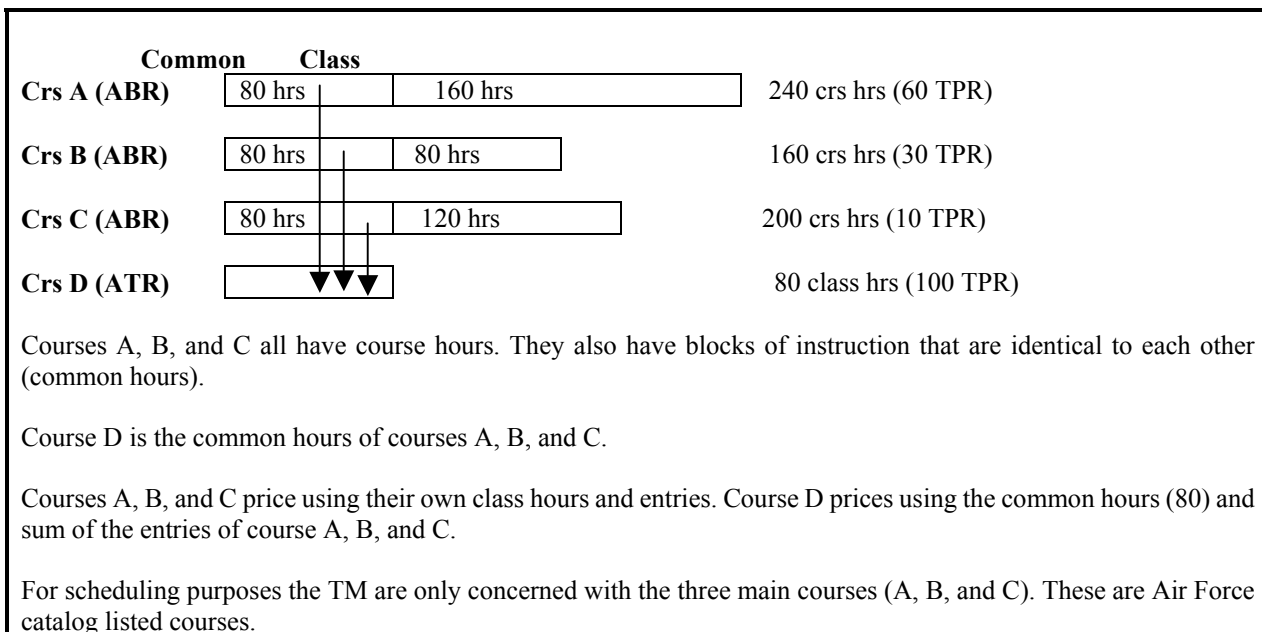 Common Class
Crs A (ABR) 80 hrs 160 hrs 240 crs hrs (60 TPR)
Crs B (ABR) 80 hrs 80 hrs 160 crs hrs (30 TPR)
Crs C (ABR) 80 hrs 120 hrs 200 crs hrs (10 TPR)
Crs D (ATR) 80 class hrs (100 TPR)
Courses A, B, and C all have course hours. They also have blocks of instruction that are identical to each other
(common hours).
Course D is the common hours of courses A, B, and C.
Courses A, B, and C price using their own class hours and entries. Course D prices using the common hours (80) and
sum of the entries of course A, B, and C.
For scheduling purposes the TM are only concerned with the three main courses (A, B, and C). These are Air Force
catalog listed courses.